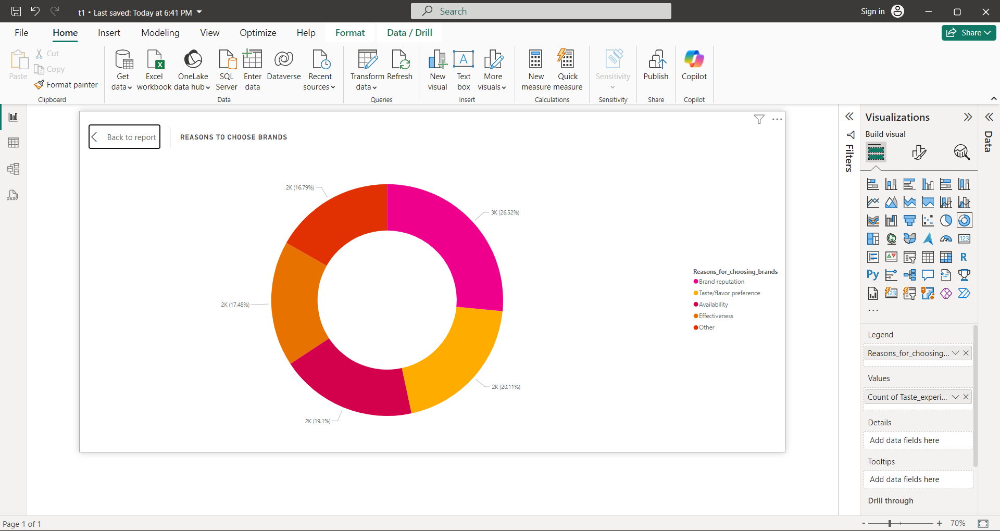 t1 • Last saved: Today at 6:41 PM
Search
Sign in
File
Home
Insert
Modeling
View
Optimize
Help
Format
Data / Drill
Share
Paste
Cut
Copy
Format painter
Clipboard
Get data
Excel workbook
OneLake data hub
SQL Server
Enter data
Dataverse
Recent sources
Data
Transform data
Refresh
Queries
New visual
Text box
More visuals
Insert
New measure
Quick measure
Calculations
Sensitivity
Sensitivity
Publish
Share
Copilot
Copilot
Back to report
REASONS TO CHOOSE BRANDS
2K (16.79%)
3K (26.52%)
2K (17.48%)
2K (20.11%)
2K (19.1%)
Reasons_for_choosing_brands
Brand reputation
Taste/flavor preference
Availability
Effectiveness
Other
Filters
Visualizations
Build visual
123
R
Py
123
Legend
Reasons_for_choosing...
Values
Count of Taste_experi...
Details
Add data fields here
Tooltips
Add data fields here
Drill through
Data
DAX
Page 1 of 1
- + 70%